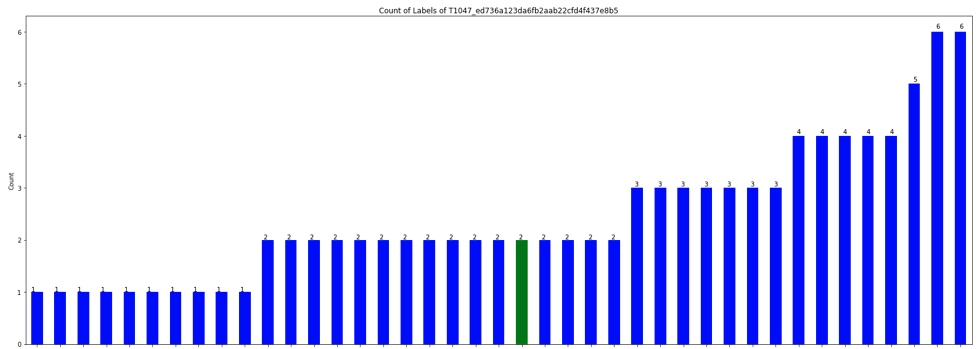 Count of Labels of T1047_ed736a123da6fb2aab22cfd4f437e8b5
6 6
6
5
5
4 4 4 4 4
4
3 3 3 3 3 3 3
3
Count
2 2 2 2 2 2 2 2 2 2 2 2 2 2 2 2
2
1 1 1 1 1 1 1 1 1 1
1
0